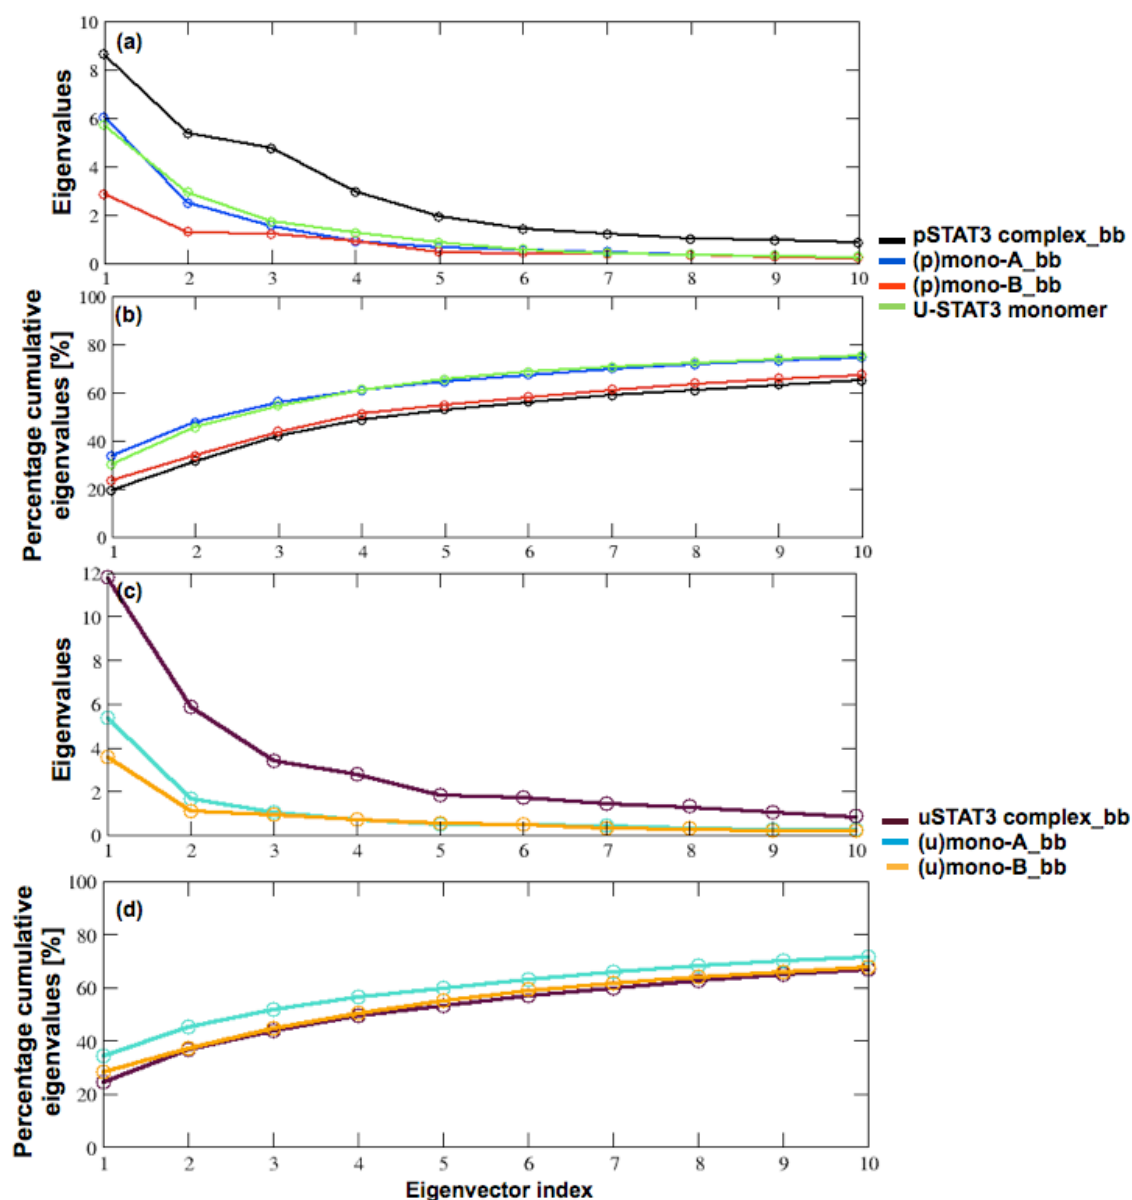 (a)
Eigenvalues
10
8
6
4
2
0
1 2 3 4 5 6 7 8 9 10
pSTAT3 complex_bb
(p)mono-A_bb
(p)mono-B_bb
U-STAT3 monomer
(b)
Percentage cumulative
eigenvalues [%]
100
80
60
40
20
0
1 2 3 4 5 6 7 8 9 10
(c)
Eigenvalues
12
10
8
6
4
2
0
1 2 3 4 5 6 7 8 9 10
uSTAT3 complex_bb
(u)mono-A_bb
(u)mono-B_bb
(d)
Percentage cumulative
eigenvalues [%]
100
80
60
40
20
0
1 2 3 4 5 6 7 8 9 10
Eigenvector index